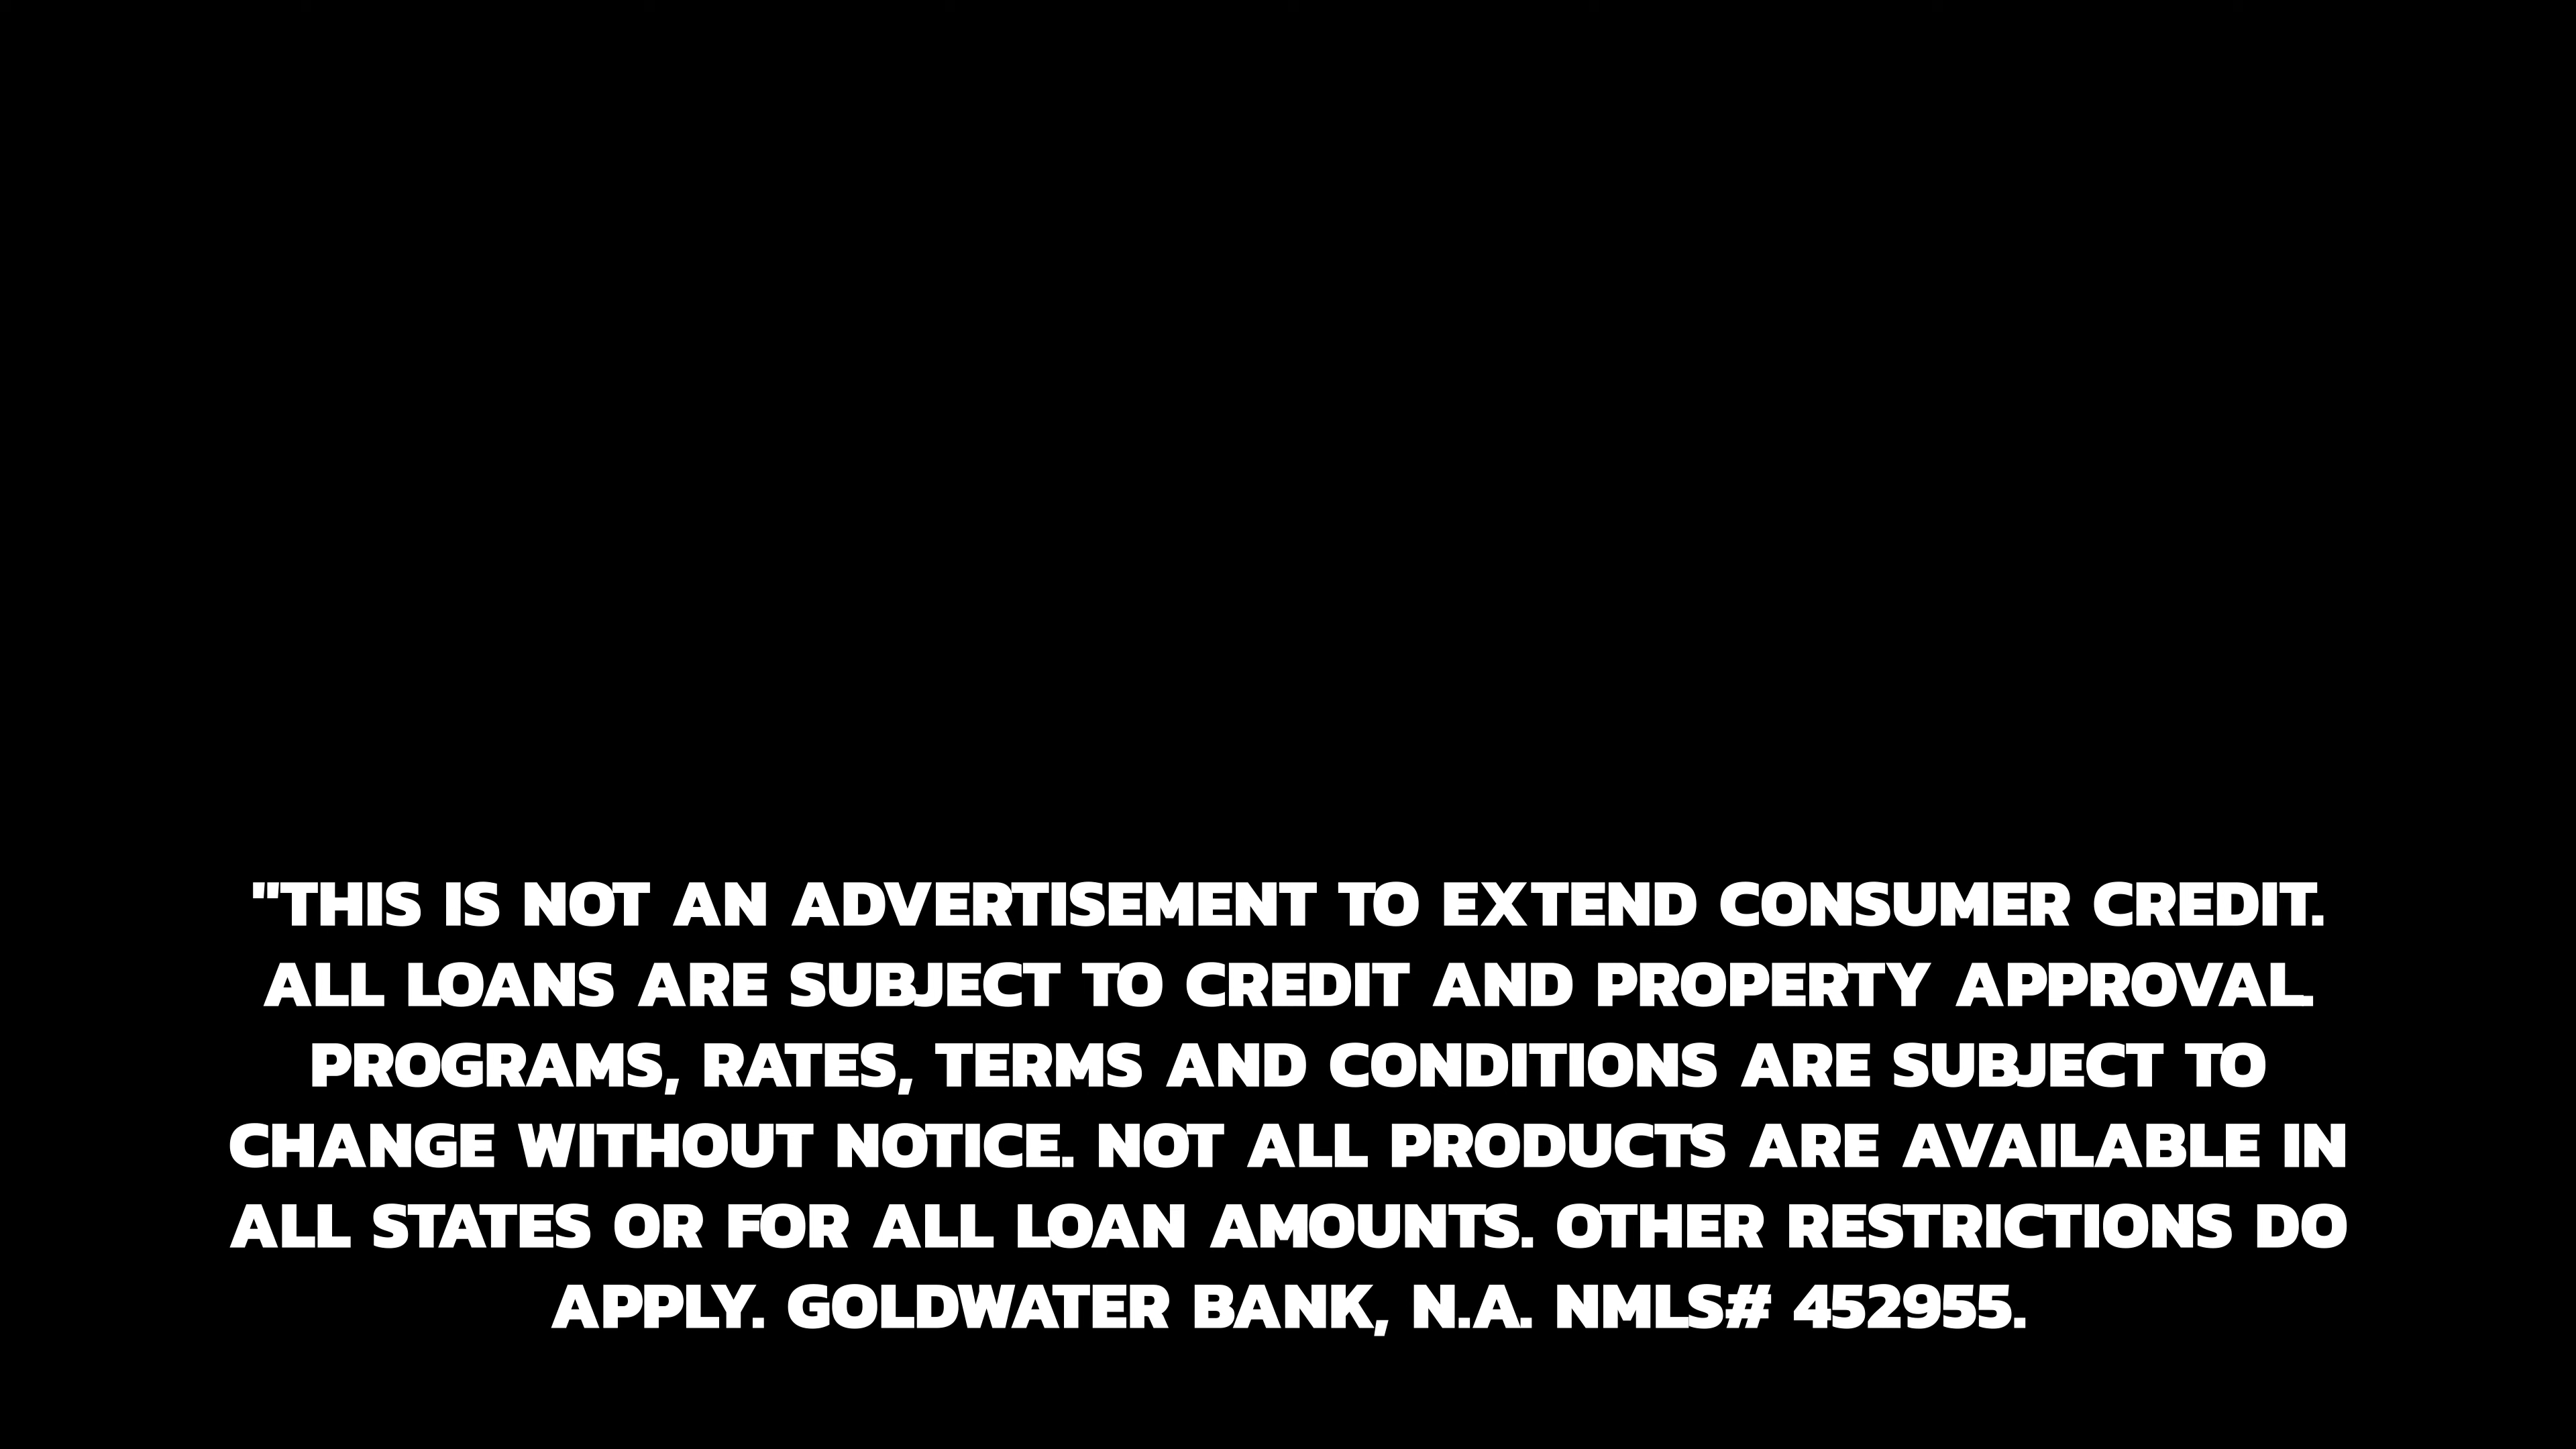 "THIS IS NOT AN ADVERTISEMENT TO EXTEND CONSUMER CREDIT.
ALL LOANS ARE SUBJECT TO CREDIT AND PROPERTY APPROVAL.
PROGRAMS, RATES, TERMS AND CONDITIONS ARE SUBJECT TO
CHANGE WITHOUT NOTICE. NOT ALL PRODUCTS ARE AVAILABLE IN
ALL STATES OR FOR ALL LOAN AMOUNTS. OTHER RESTRICTIONS DO
APPLY. GOLDWATER BANK, N.A. NMLS# 452955.